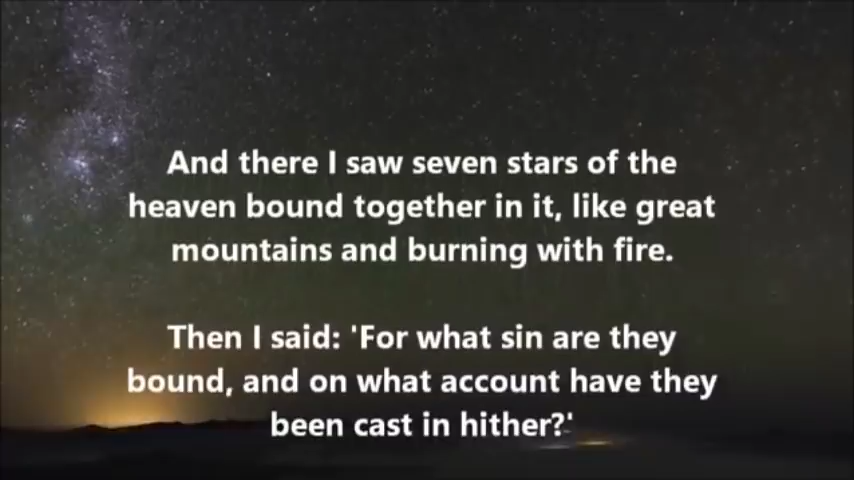 And there I saw seven stars of the
heaven bound together in it, like great
mountains and burning with fire.
Then I said: 'For what sin are they
bound, and on what account have they
been cast in hither?'